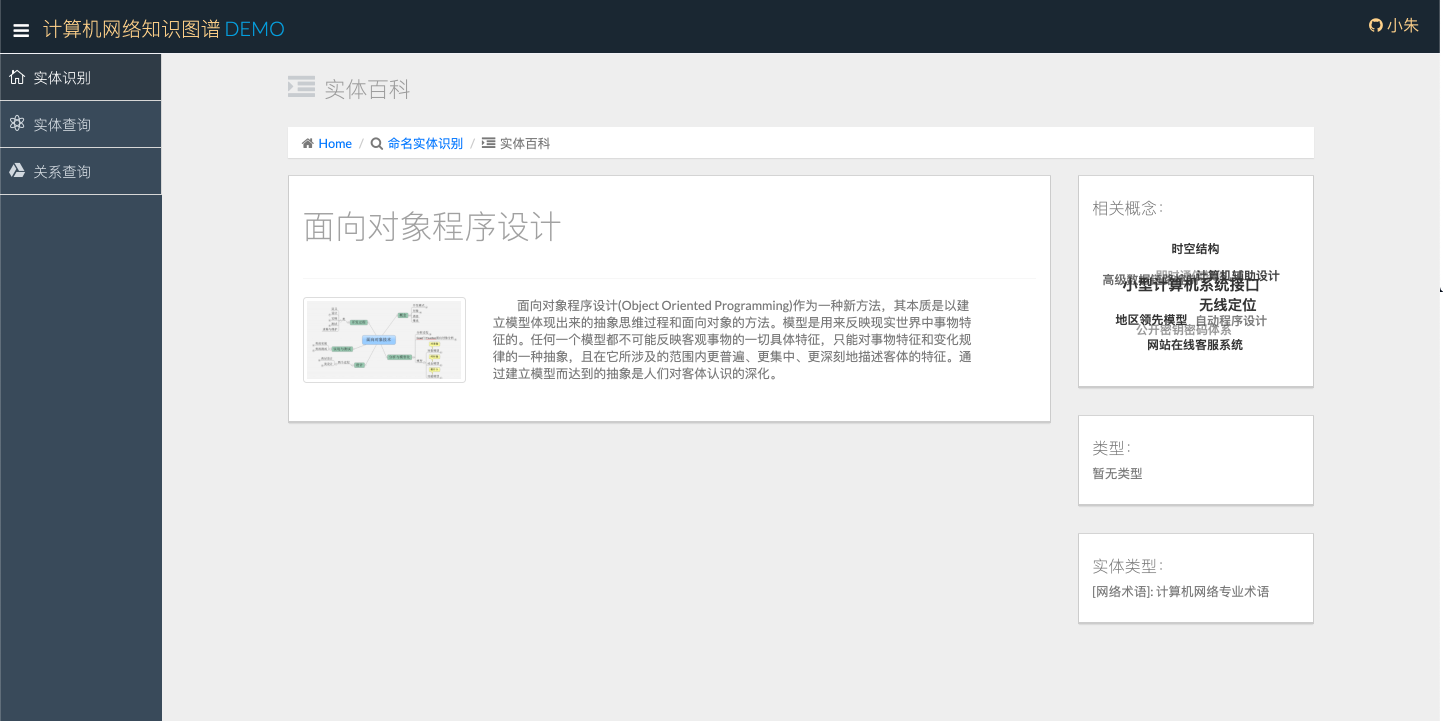 计算机网络知识图谱 DEMO
小朱
实体识别
实体查询
关系查询
实体百科
Home / 命名实体识别 / 实体百科
面向对象程序设计
面向对象程序设计(Object Oriented Programming)作为一种新方法，其本质是以建
立模型体现出来的抽象思维过程和面向对象的方法。模型是用来反映现实世界中事物特
征的。任何一个模型都不可能反映客观事物的一切具体特征，只能对事物特征和变化规
律的一种抽象，且在它所涉及的范围内更普遍、更集中、更深刻地描述客体的特征。通
过建立模型而达到的抽象是人们对客体认识的深化。
相关概念：
时空结构
计算机辅助设计
小型计算机系统接口
无线定位
地区领先模型
自动程序设计
公开密钥密码体系
网站在线客服系统
类型：
暂无类型
实体类型：
[网络术语]: 计算机网络专业术语